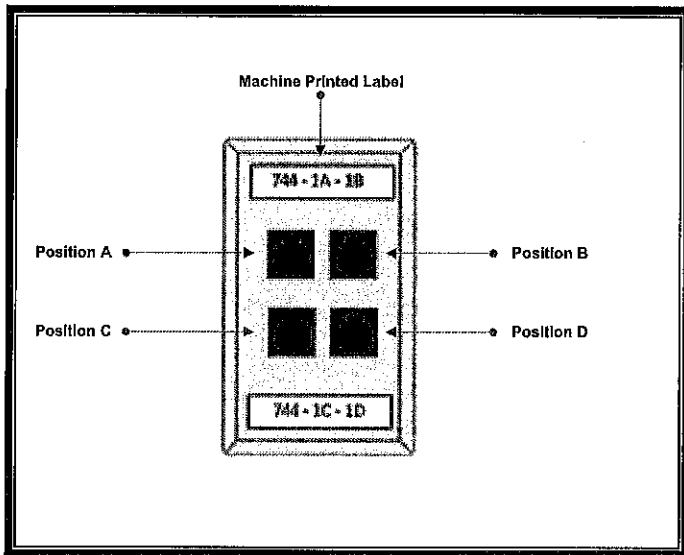 Machine Printed Label
744 - 1A - 1B
Position A
Position B
Position C
Position D
744 - 1C - 1D